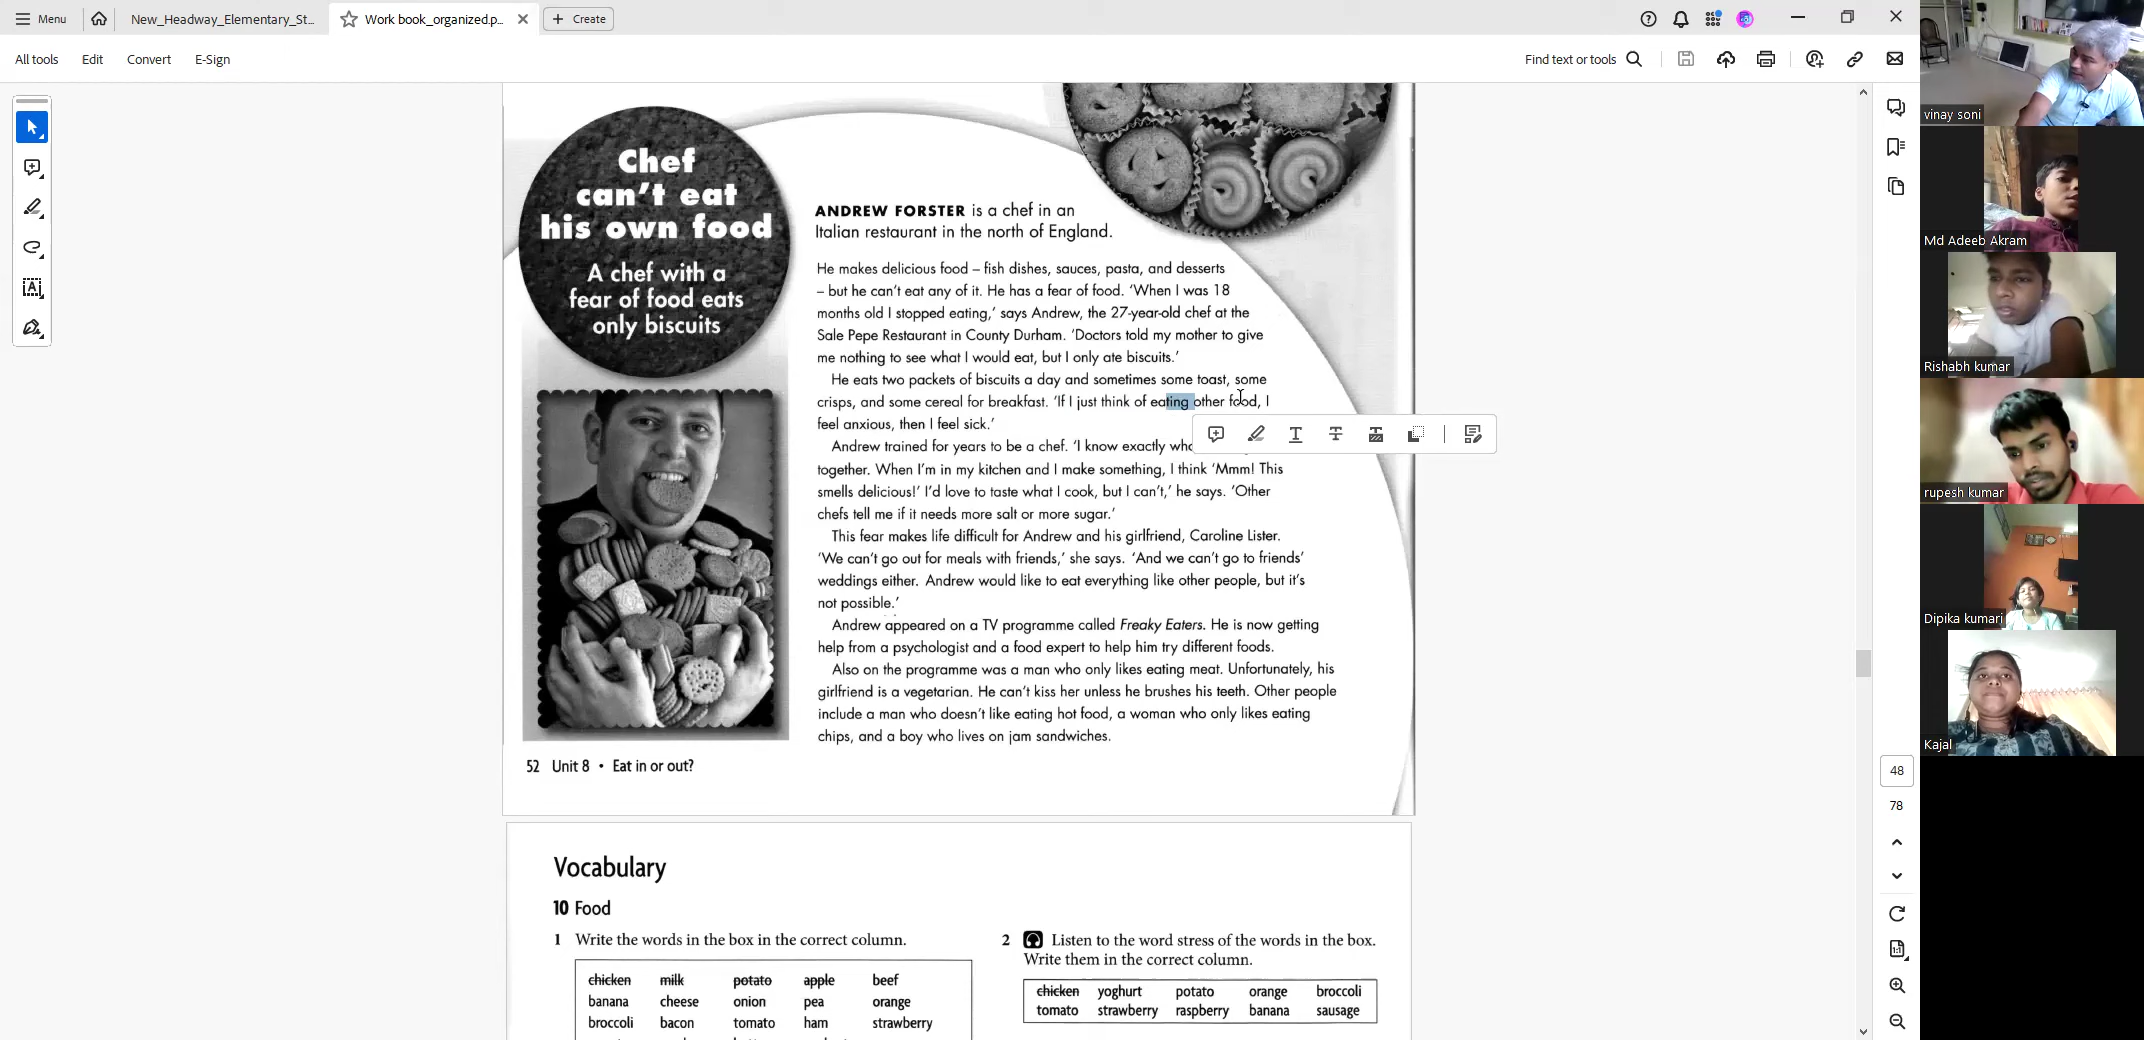 Menu
New_Headway_Elementary_St...
Work book_organized.p...
Create
All tools
Edit
Convert
E-Sign
Find text or tools
Chef
can't eat
his own food
A chef with a
fear of food eats
only biscuits
ANDREW FORSTER is a chef in an
Italian restaurant in the north of England.
He makes delicious food – fish dishes, sauces, pasta, and desserts
– but he can't eat any of it. He has a fear of food. 'When I was 18
months old I stopped eating,' says Andrew, the 27-year-old chef at the
Sale Pepe Restaurant in County Durham. 'Doctors told my mother to give
me nothing to see what I would eat, but I only ate biscuits.'
He eats two packets of biscuits a day and sometimes some toast, some
crisps, and some cereal for breakfast. 'If I just think of eating other food, I
feel anxious, then I feel sick.'
Andrew trained for years to be a chef. 'I know exactly
together. When I'm in my kitchen and I make something, I think 'Mmm! This
smells delicious!' I'd love to taste what I cook, but I can't,' he says. 'Other
chefs tell me if it needs more salt or more sugar.'
This fear makes life difficult for Andrew and his girlfriend, Caroline Lister.
'We can't go out for meals with friends,' she says. 'And we can't go to friends'
weddings either. Andrew would like to eat everything like other people, but it's
not possible.'
Andrew appeared on a TV programme called Freaky Eaters. He is now getting
help from a psychologist and a food expert to help him try different foods.
Also on the programme was a man who only likes eating meat. Unfortunately, his
girlfriend is a vegetarian. He can't kiss her unless he brushes his teeth. Other people
include a man who doesn't like eating hot food, a woman who only likes eating
chips, and a boy who lives on jam sandwiches.
52 Unit 8 • Eat in or out?
Vocabulary
10 Food
1 Write the words in the box in the correct column.
chicken milk potato apple beef
banana cheese onion pea orange
broccoli bacon tomato ham strawberry
2 Listen to the word stress of the words in the box.
Write them in the correct column.
chicken yoghurt potato orange broccoli
tomato strawberry raspberry banana sausage
48
78
vinay soni
Md Adeeb Akram
Rishabh kumar
rupesh kumar
Dipika kumari
Kajal